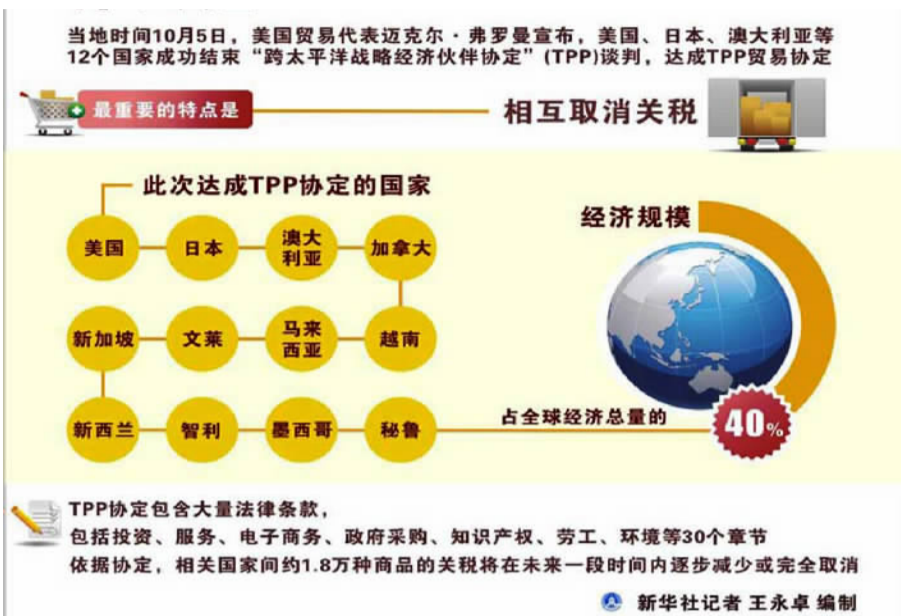 当地时间10月5日，美国贸易代表迈克尔·弗罗曼宣布，美国、日本、澳大利亚等
12个国家成功结束“跨太平洋战略经济伙伴协定”(TPP)谈判，达成TPP贸易协定
最重要的特点是
相互取消关税
此次达成TPP协定的国家
美国
日本
澳大
利亚
加拿大
新加坡
文莱
马来
西亚
越南
新西兰
智利
墨西哥
秘鲁
经济规模
占全球经济总量的
40%
TPP协定包含大量法律条款，
包括投资、服务、电子商务、政府采购、知识产权、劳工、环境等30个章节
依据协定，相关国家间约1.8万种商品的关税将在未来一段时间内逐步减少或完全取消
新华社记者 王永卓 编制